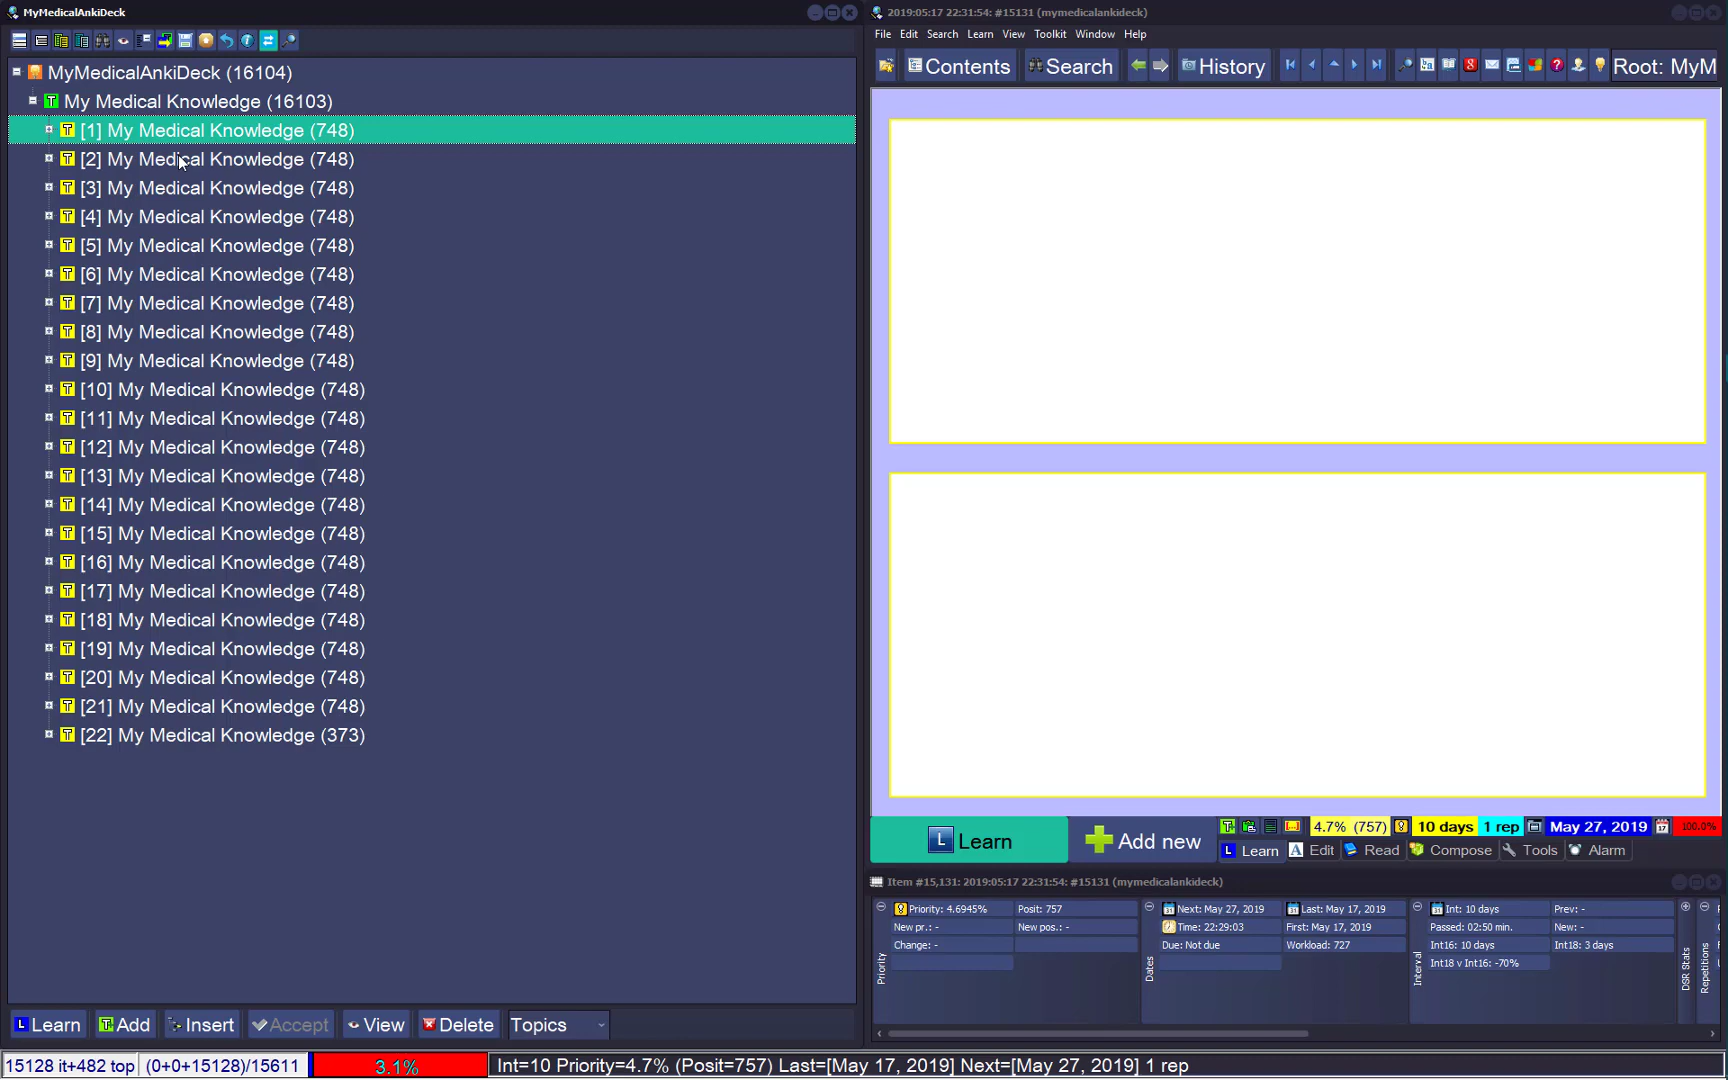 MyMedicalAnkiDeck
MyMedicalAnkiDeck (16104)
My Medical Knowledge (16103)
[1] My Medical Knowledge (748)
[2] My Medical Knowledge (748)
[3] My Medical Knowledge (748)
[4] My Medical Knowledge (748)
[5] My Medical Knowledge (748)
[6] My Medical Knowledge (748)
[7] My Medical Knowledge (748)
[8] My Medical Knowledge (748)
[9] My Medical Knowledge (748)
[10] My Medical Knowledge (748)
[11] My Medical Knowledge (748)
[12] My Medical Knowledge (748)
[13] My Medical Knowledge (748)
[14] My Medical Knowledge (748)
[15] My Medical Knowledge (748)
[16] My Medical Knowledge (748)
[17] My Medical Knowledge (748)
[18] My Medical Knowledge (748)
[19] My Medical Knowledge (748)
[20] My Medical Knowledge (748)
[21] My Medical Knowledge (748)
[22] My Medical Knowledge (373)
Learn Add Insert Accept View Delete Topics
2019:05:17 22:31:54: #15131 (mymedicalankideck)
File Edit Search Learn View Toolkit Window Help
Contents Search History Root: MyM
Learn Add new
4.7% (757) 10 days 1 rep May 27, 2019 100.0%
Learn Edit Read Compose Tools Alarm
Item #15,131: 2019:05:17 22:31:54: #15131 (mymedicalankideck)
Priority
Priority: 4.6945% Posit: 757
New pr.: - New pos.: -
Change: -
Dates
Next: May 27, 2019 Last: May 17, 2019
Time: 22:29:03 First: May 17, 2019
Due: Not due Workload: 727
Interval
Int: 10 days Prev: -
Passed: 02:50 min. New: -
Int16: 10 days Int18: 3 days
Int18 v Int16: -70%
DSR Stats
Repetitions
15128 it+482 top (0+0+15128)/15611 3.1% Int=10 Priority=4.7% (Posit=757) Last=[May 17, 2019] Next=[May 27, 2019] 1 rep